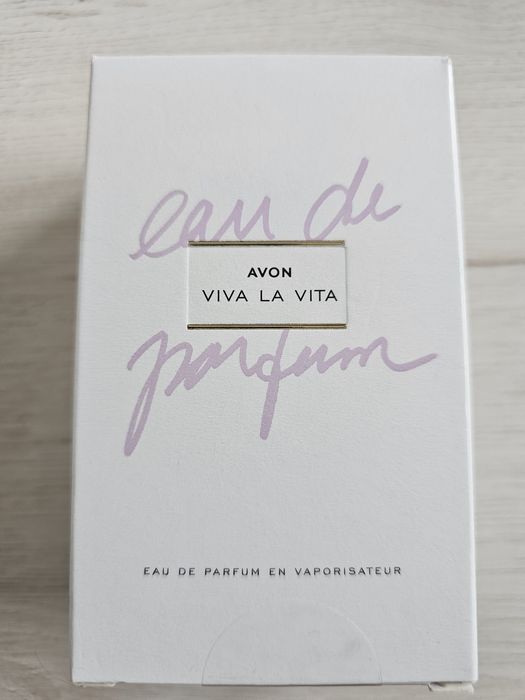 eau de
AVON
VIVA LA VITA
parfum
EAU DE PARFUM EN VAPORISATEUR